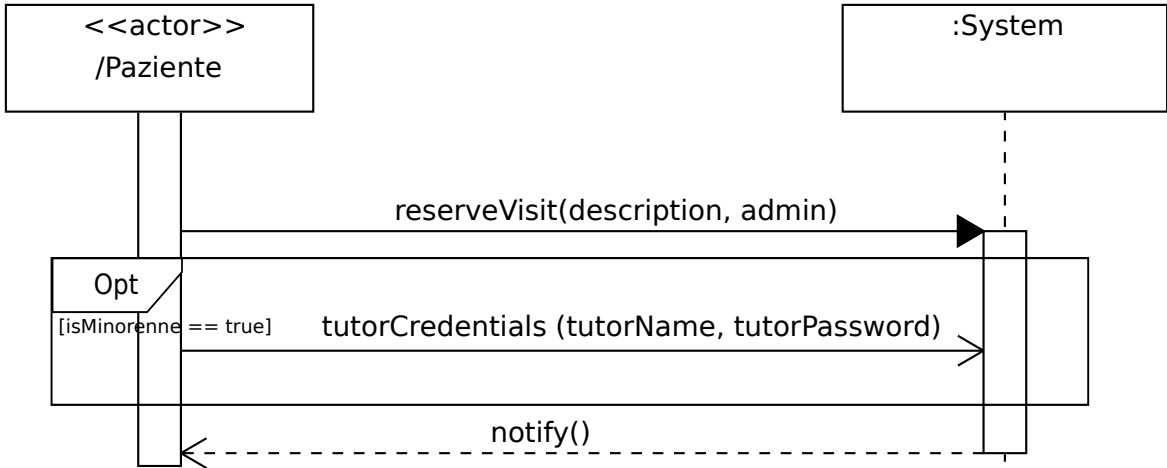 <<actor>>
/Paziente
:System
reserveVisit(description, admin)
Opt
[isMinorenne == true]
tutorCredentials (tutorName, tutorPassword)
notify()